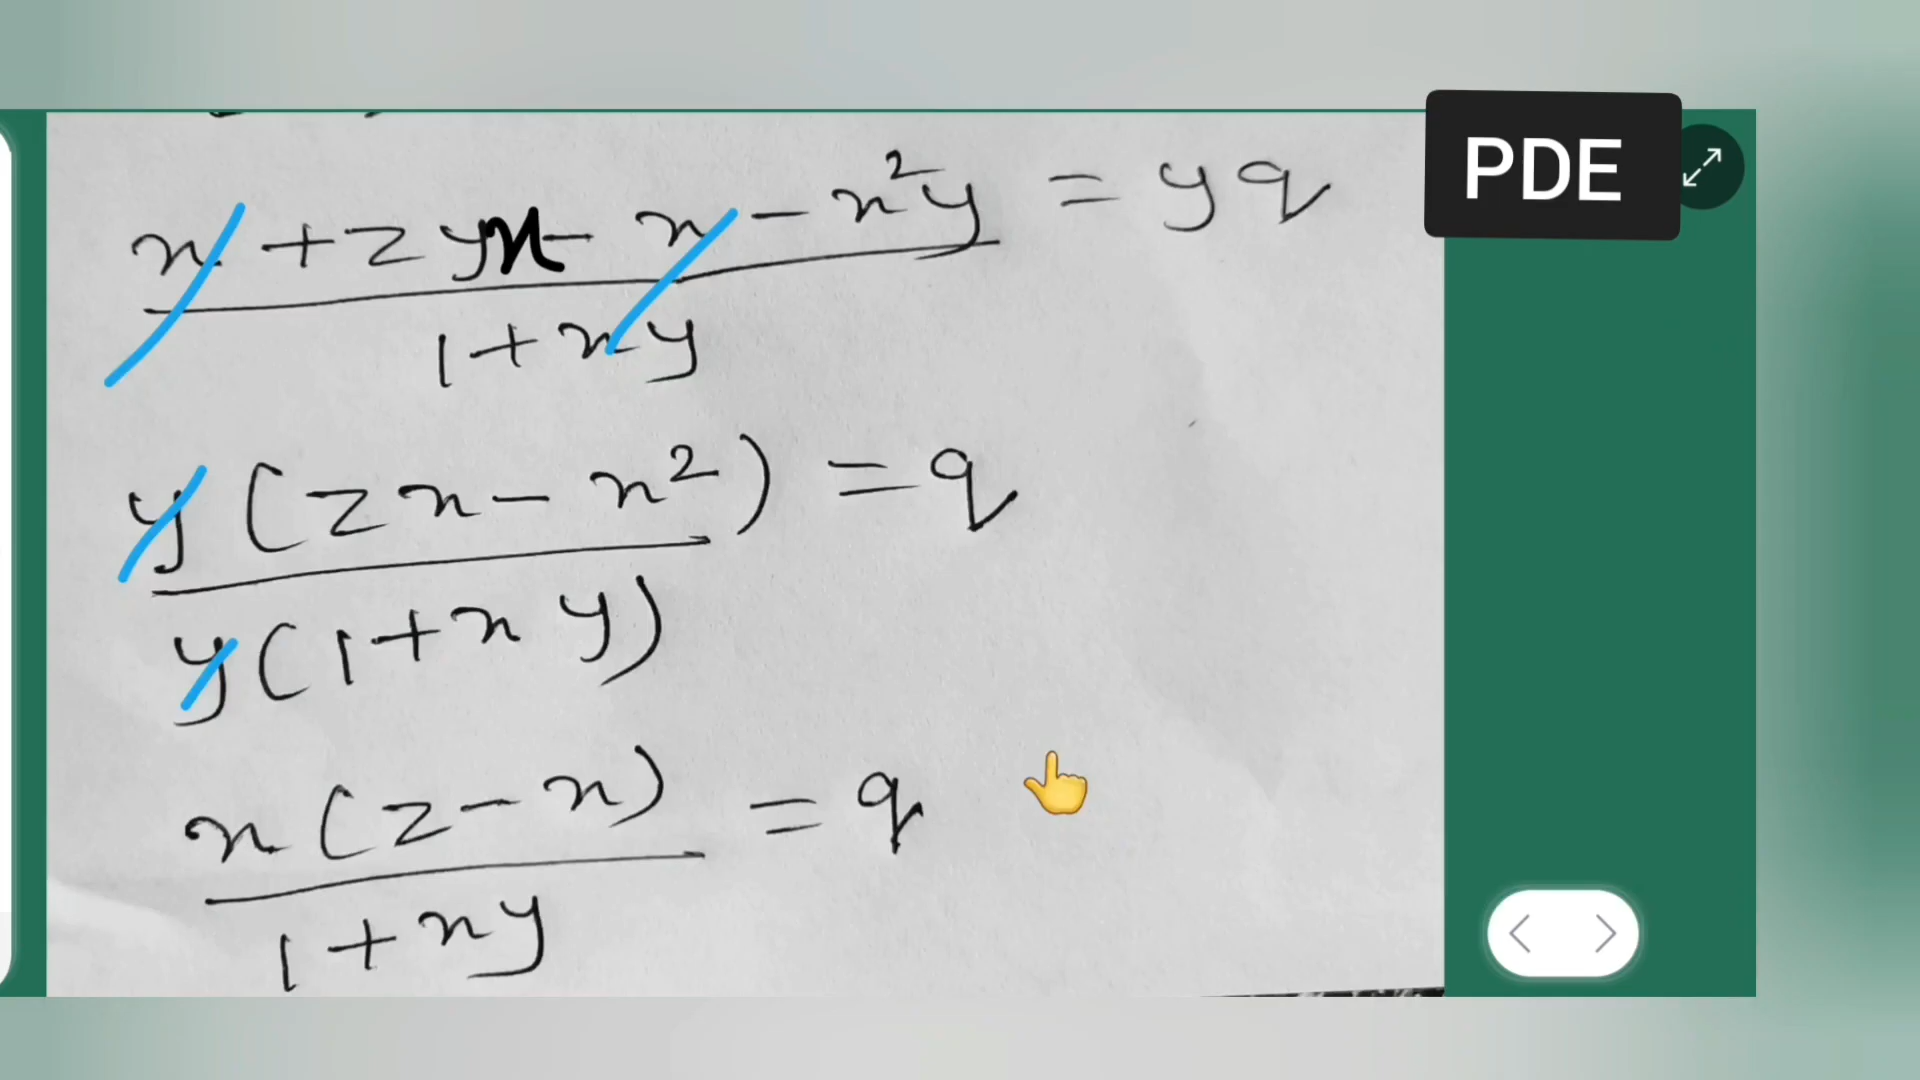 PDE
x + zyx - x - x²y = yq
1 + xy
y (zx - x²) = q
y (1 + xy)
x (z - x) = q
1 + xy